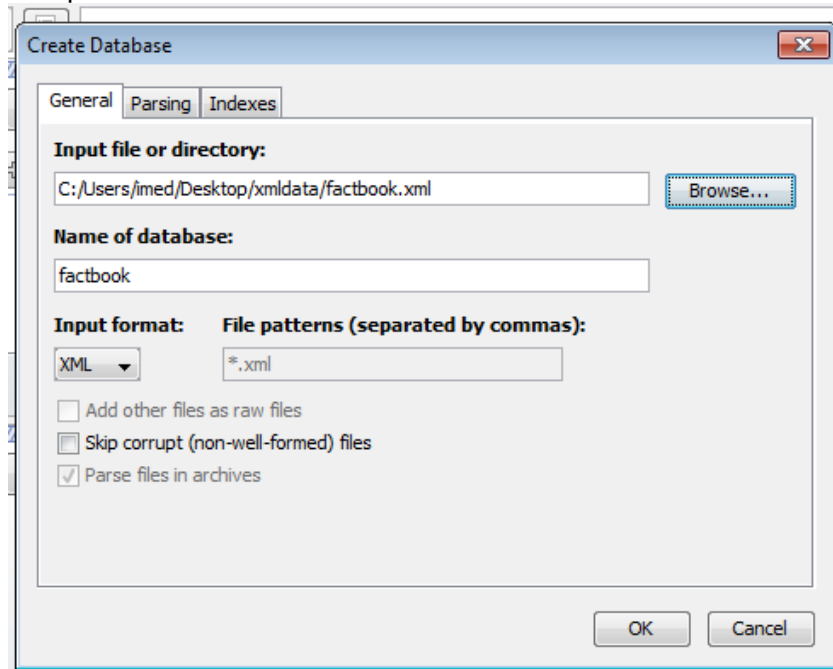 Create Database
General Parsing Indexes
Input file or directory:
C:/Users/imed/Desktop/xmldata/factbook.xml Browse...
Name of database:
factbook
Input format: File patterns (separated by commas):
XML *.xml
Add other files as raw files
Skip corrupt (non-well-formed) files
Parse files in archives
OK Cancel